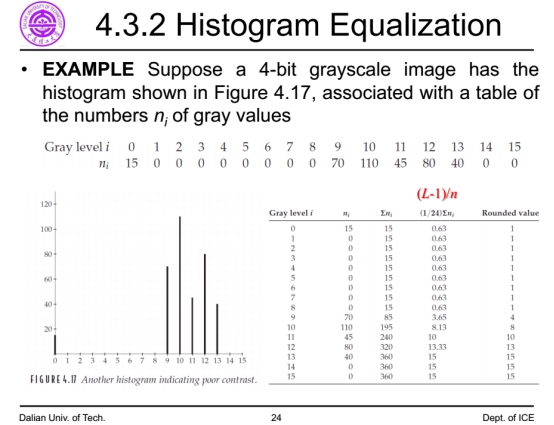 4.3.2 Histogram Equalization
• EXAMPLE Suppose a 4-bit grayscale image has the
histogram shown in Figure 4.17, associated with a table of
the numbers ni of gray values
Gray level i 0 1 2 3 4 5 6 7 8 9 10 11 12 13 14 15
ni 15 0 0 0 0 0 0 0 0 70 110 45 80 40 0 0
120
100
80
60
40
20
0 1 2 3 4 5 6 7 8 9 10 11 12 13 14 15
FIGURE 4.17 Another histogram indicating poor contrast.
(L-1)/n
Gray level i ni Σni (1/24)Σni Rounded value
0 15 15 0.63 1
1 0 15 0.63 1
2 0 15 0.63 1
3 0 15 0.63 1
4 0 15 0.63 1
5 0 15 0.63 1
6 0 15 0.63 1
7 0 15 0.63 1
8 0 15 0.63 1
9 70 85 3.65 4
10 110 195 8.13 8
11 45 240 10 10
12 80 320 13.33 13
13 40 360 15 15
14 0 360 15 15
15 0 360 15 15
Dalian Univ. of Tech. 24 Dept. of ICE